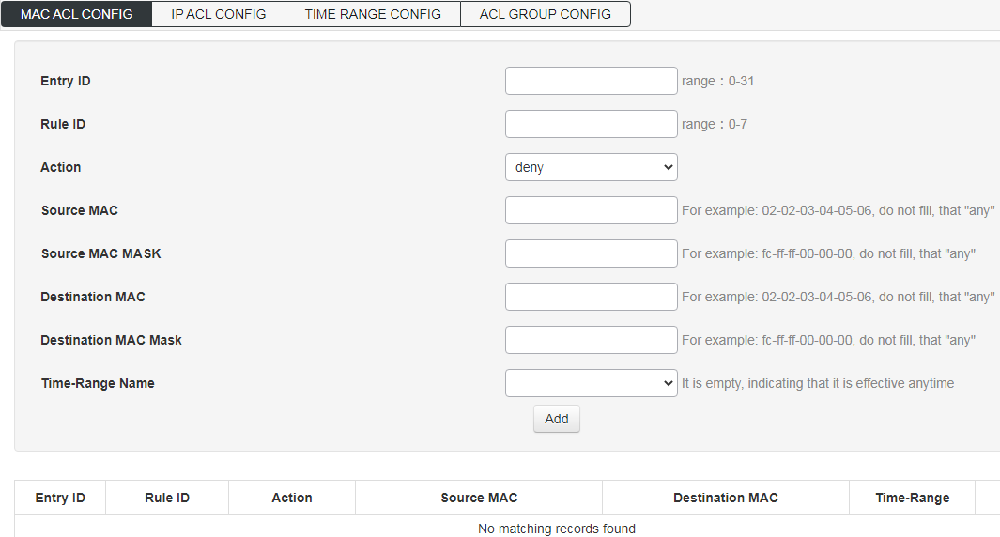 MAC ACL CONFIG IP ACL CONFIG TIME RANGE CONFIG ACL GROUP CONFIG
Entry ID range : 0-31
Rule ID range : 0-7
Action deny
Source MAC For example: 02-02-03-04-05-06, do not fill, that "any"
Source MAC MASK For example: fc-ff-ff-00-00-00, do not fill, that "any"
Destination MAC For example: 02-02-03-04-05-06, do not fill, that "any"
Destination MAC Mask For example: fc-ff-ff-00-00-00, do not fill, that "any"
Time-Range Name It is empty, indicating that it is effective anytime
Add
Entry ID Rule ID Action Source MAC Destination MAC Time-Range
No matching records found